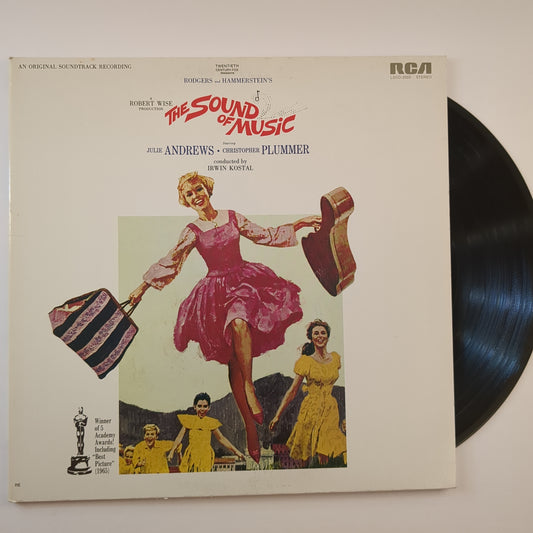 AN ORIGINAL SOUNDTRACK RECORDING
TWENTIETH
CENTURY-FOX
PRESENTS
RCA
STEREO
RODGERS and HAMMERSTEIN'S
A
ROBERT WISE
PRODUCTION
THE SOUND
OF MUSIC
starring
JULIE ANDREWS • CHRISTOPHER PLUMMER
conducted by
IRWIN KOSTAL
Winner
of 5
Academy
Awards!
Including
"Best
Picture"
(1965)